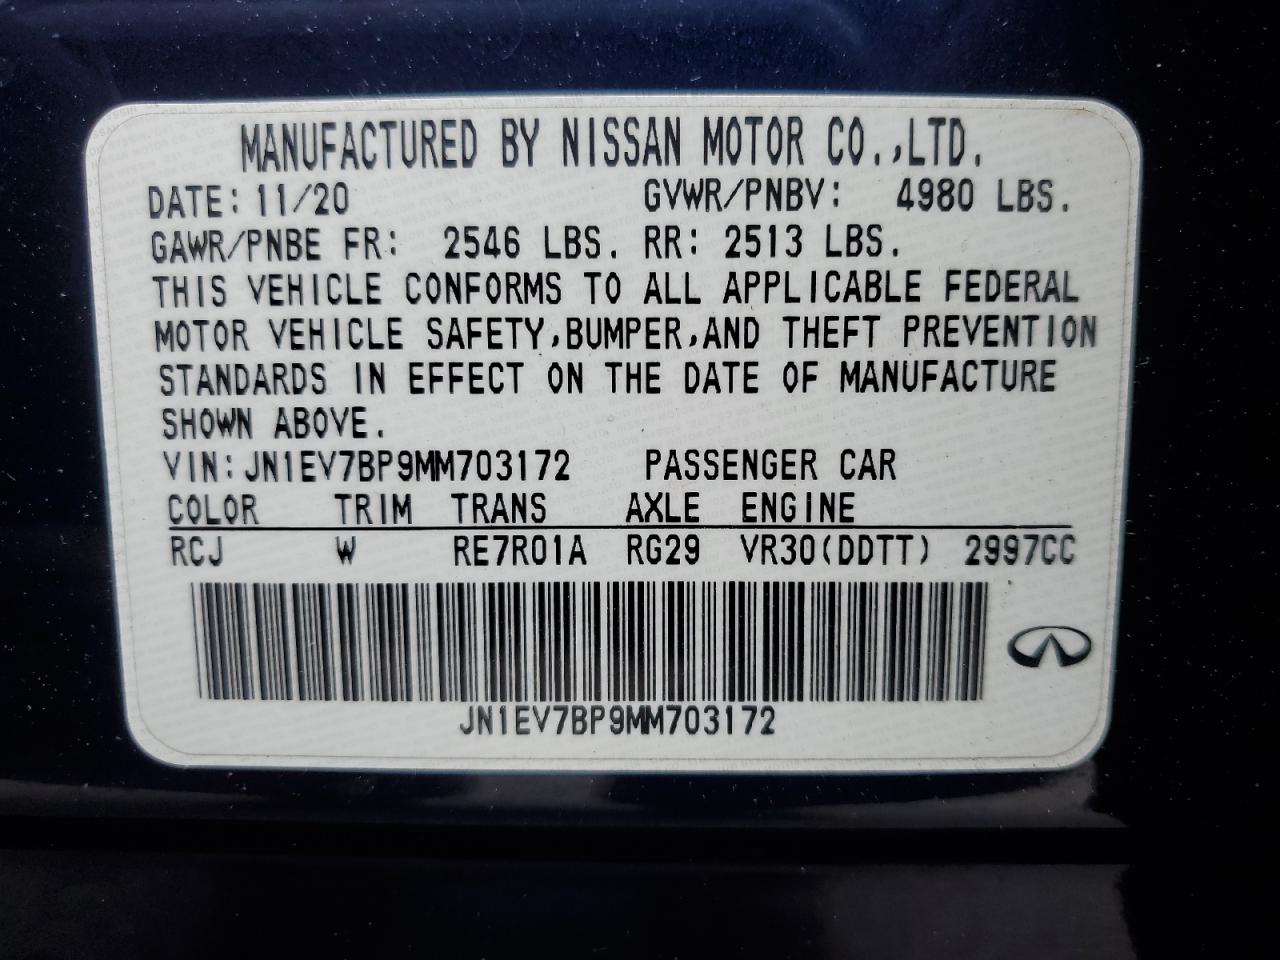 MANUFACTURED BY NISSAN MOTOR CO.,LTD.
DATE: 11/20 GVWR/PNBV: 4980 LBS.
GAWR/PNBE FR: 2546 LBS. RR: 2513 LBS.
THIS VEHICLE CONFORMS TO ALL APPLICABLE FEDERAL
MOTOR VEHICLE SAFETY,BUMPER,AND THEFT PREVENTION
STANDARDS IN EFFECT ON THE DATE OF MANUFACTURE
SHOWN ABOVE.
VIN:JN1EV7BP9MM703172 PASSENGER CAR
COLOR TRIM TRANS AXLE ENGINE
RCJ W RE7R01A RG29 VR30(DDTT) 2997CC
JN1EV7BP9MM703172